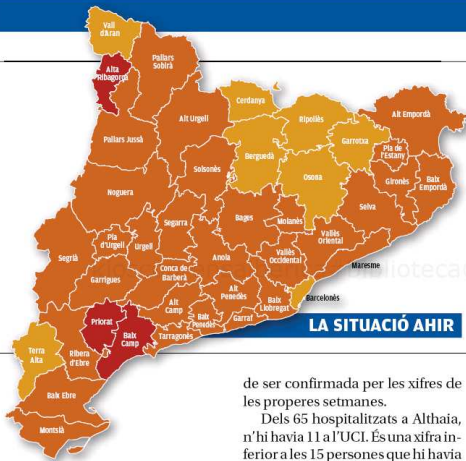 Vall
d'Aran
Alta
Ribagorça
Pallars
Sobirà
Cerdanya
Ripollès
Alt Empordà
Alt Urgell
Garrotxa
Pallars Jussà
Berguedà
Pla de
l'Estany
Solsonès
Osona
Gironès
Baix
Empordà
Noguera
Bages
Moianès
Selva
Segarra
Vallès
Oriental
Pla
d'Urgell
Urgell
Anoia
Vallès
Occidental
Segrià
Conca de
Barberà
Maresme
Garrigues
Alt
Penedès
Alt
Camp
Baix
Llobregat
Barcelonès
Priorat
Baix
Penedès
Garraf
Baix
Camp
Tarragonès
LA SITUACIÓ AHIR
Terra
Alta
Ribera
d'Ebre
Baix Ebre
Montsià
de ser confirmada per les xifres de
les properes setmanes.
Dels 65 hospitalitzats a Althaia,
n'hi havia 11 a l'UCI. És una xifra in-
ferior a les 15 persones que hi havia